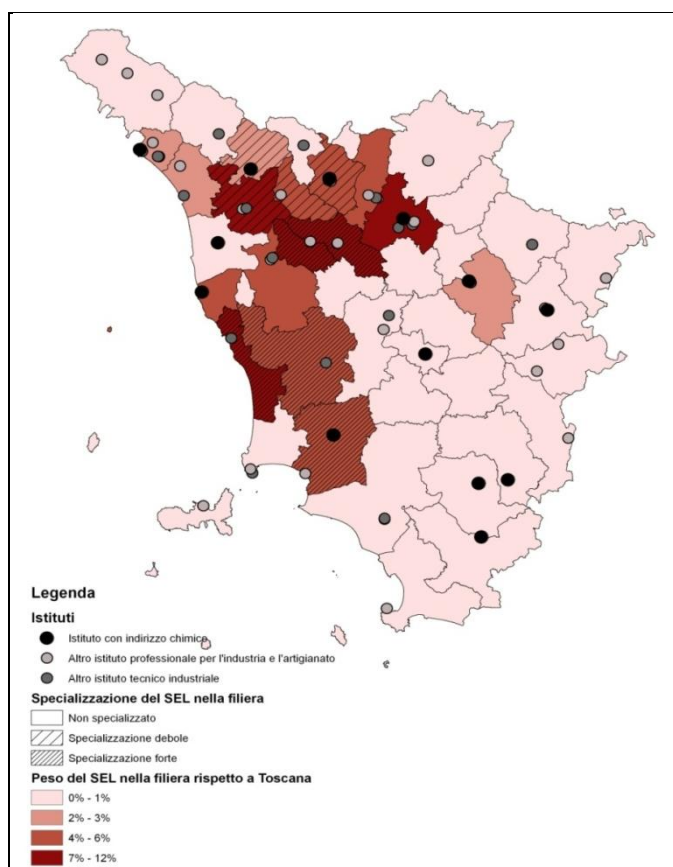 Legenda
Istituti
Istituto con indirizzo chimico
Altro istituto professionale per l'industria e l'artigianato
Altro istituto tecnico industriale
Specializzazione del SEL nella filiera
Non specializzato
Specializzazione debole
Specializzazione forte
Peso del SEL nella filiera rispetto a Toscana
0% - 1%
2% - 3%
4% - 6%
7% - 12%